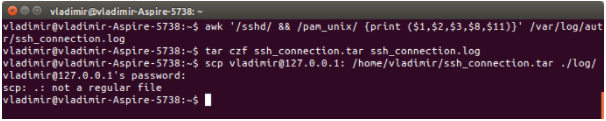 vladimir@vladimir-Aspire-5738: ~
vladimir@vladimir-Aspire-5738:~$ awk '/sshd/ && /pam_unix/ {print ($1,$2,$3,$8,$11)}' /var/log/aut
r/ssh_connection.log
vladimir@vladimir-Aspire-5738:~$ tar czf ssh_connection.tar ssh_connection.log
vladimir@vladimir-Aspire-5738:~$ scp vladimir@127.0.0.1: /home/vladimir/ssh_connection.tar ./log/
vladimir@127.0.0.1's password:
scp: .: not a regular file
vladimir@vladimir-Aspire-5738:~$